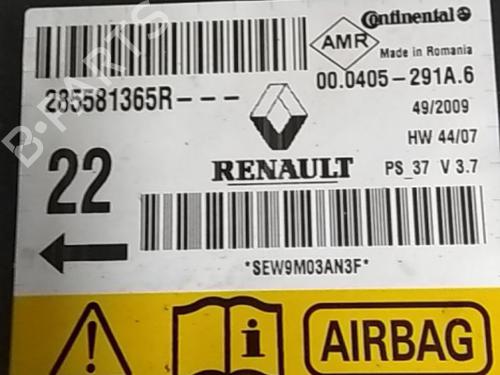 Continental
AMR
Made in Romania
285581365R---
00.0405-291A.6
49/2009
22
HW 44/07
RENAULT
PS_37 V 3.7
*SEW9M03AN3F*
AIRBAG
B-PARTS